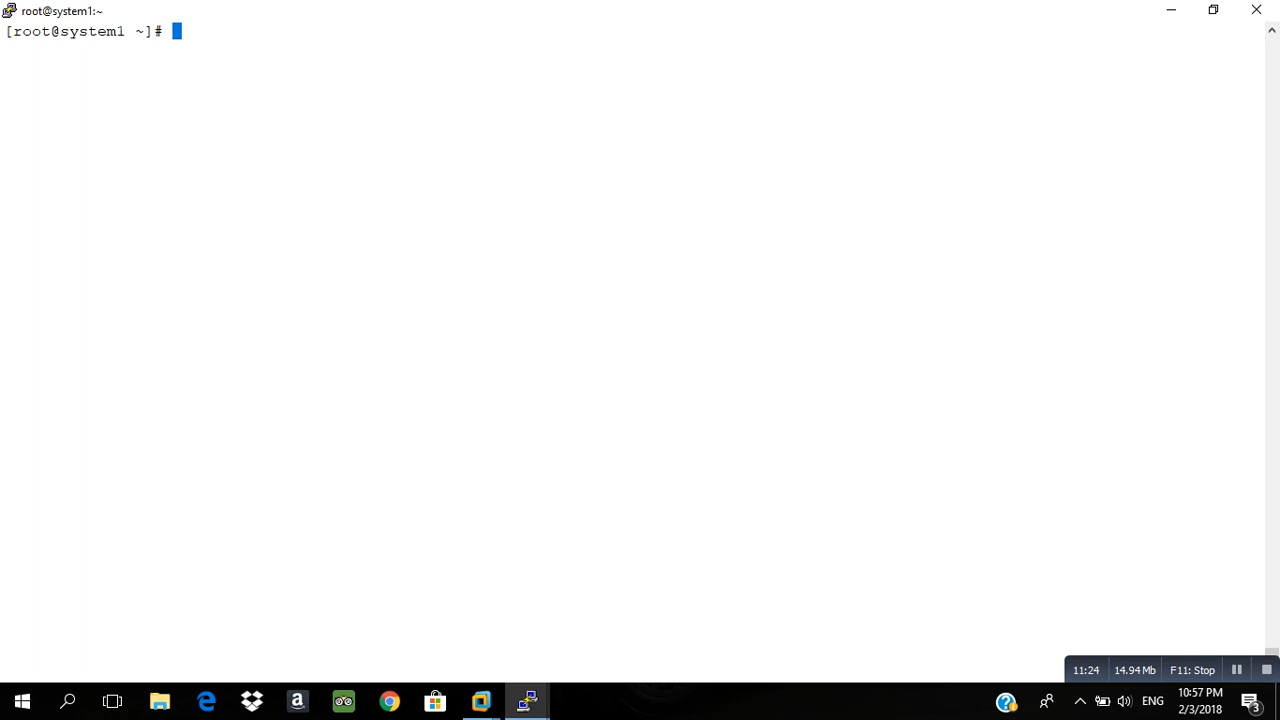 root@system1:~
[root@system1 ~]#
11:24 14.94 Mb F11: Stop
ENG 10:57 PM
2/3/2018 3